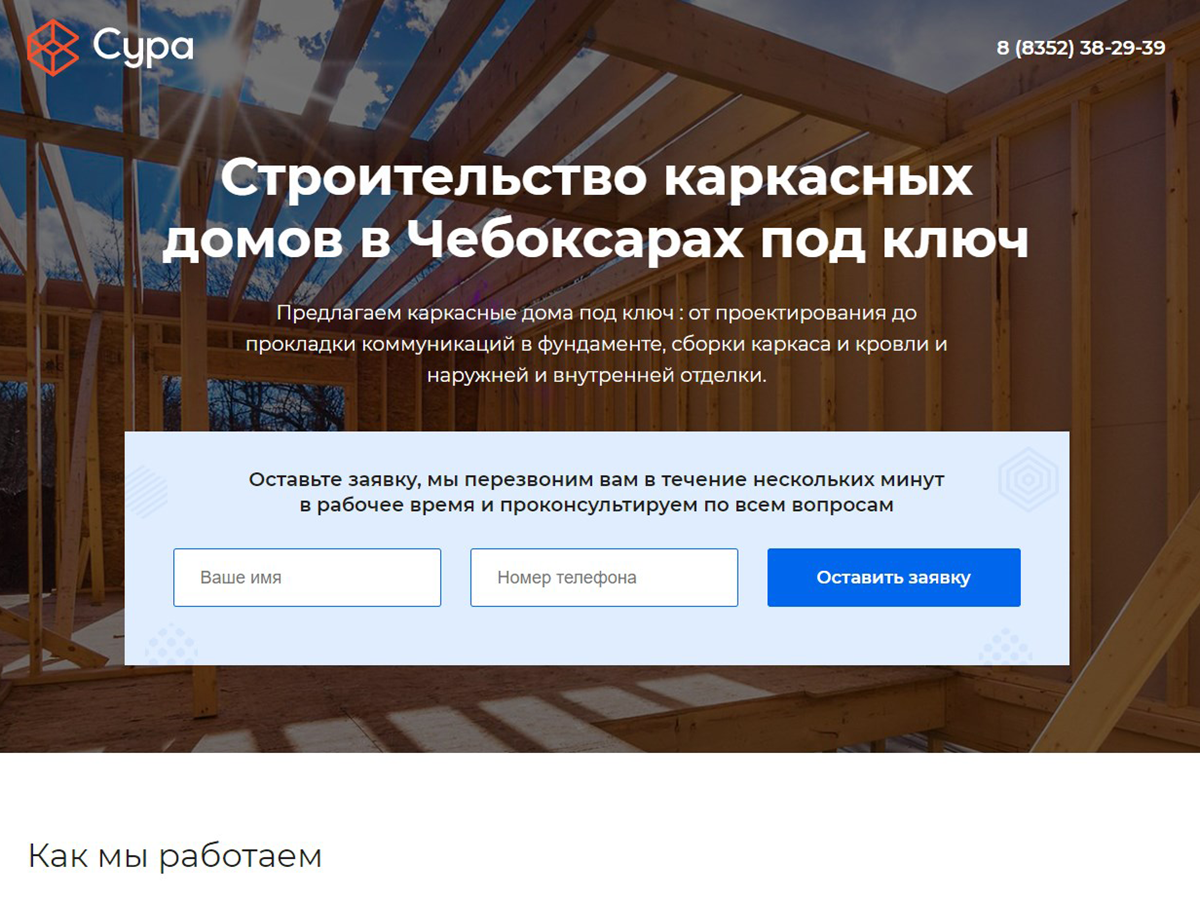 Сура
8 (8352) 38-29-39
Строительство каркасных
домов в Чебоксарах под ключ
Предлагаем каркасные дома под ключ : от проектирования до
прокладки коммуникаций в фундаменте, сборки каркаса и кровли и
наружней и внутренней отделки.
Оставьте заявку, мы перезвоним вам в течение нескольких минут
в рабочее время и проконсультируем по всем вопросам
Ваше имя
Номер телефона
Оставить заявку
Как мы работаем